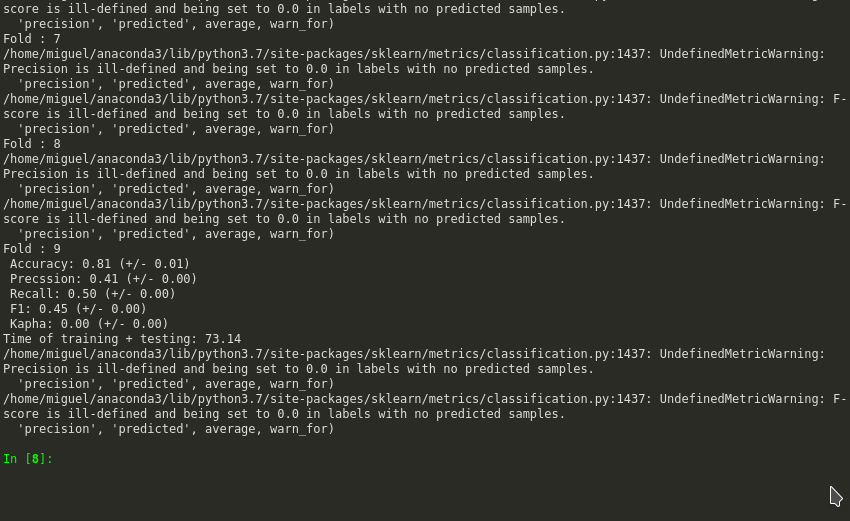 score is ill-defined and being set to 0.0 in labels with no predicted samples.
  'precision', 'predicted', average, warn_for)
Fold : 7
/home/miguel/anaconda3/lib/python3.7/site-packages/sklearn/metrics/classification.py:1437: UndefinedMetricWarning:
Precision is ill-defined and being set to 0.0 in labels with no predicted samples.
  'precision', 'predicted', average, warn_for)
/home/miguel/anaconda3/lib/python3.7/site-packages/sklearn/metrics/classification.py:1437: UndefinedMetricWarning: F-
score is ill-defined and being set to 0.0 in labels with no predicted samples.
  'precision', 'predicted', average, warn_for)
Fold : 8
/home/miguel/anaconda3/lib/python3.7/site-packages/sklearn/metrics/classification.py:1437: UndefinedMetricWarning:
Precision is ill-defined and being set to 0.0 in labels with no predicted samples.
  'precision', 'predicted', average, warn_for)
/home/miguel/anaconda3/lib/python3.7/site-packages/sklearn/metrics/classification.py:1437: UndefinedMetricWarning: F-
score is ill-defined and being set to 0.0 in labels with no predicted samples.
  'precision', 'predicted', average, warn_for)
Fold : 9
 Accuracy: 0.81 (+/- 0.01)
 Precssion: 0.41 (+/- 0.00)
 Recall: 0.50 (+/- 0.00)
 F1: 0.45 (+/- 0.00)
 Kapha: 0.00 (+/- 0.00)
Time of training + testing: 73.14
/home/miguel/anaconda3/lib/python3.7/site-packages/sklearn/metrics/classification.py:1437: UndefinedMetricWarning:
Precision is ill-defined and being set to 0.0 in labels with no predicted samples.
  'precision', 'predicted', average, warn_for)
/home/miguel/anaconda3/lib/python3.7/site-packages/sklearn/metrics/classification.py:1437: UndefinedMetricWarning: F-
score is ill-defined and being set to 0.0 in labels with no predicted samples.
  'precision', 'predicted', average, warn_for)
In [8]: